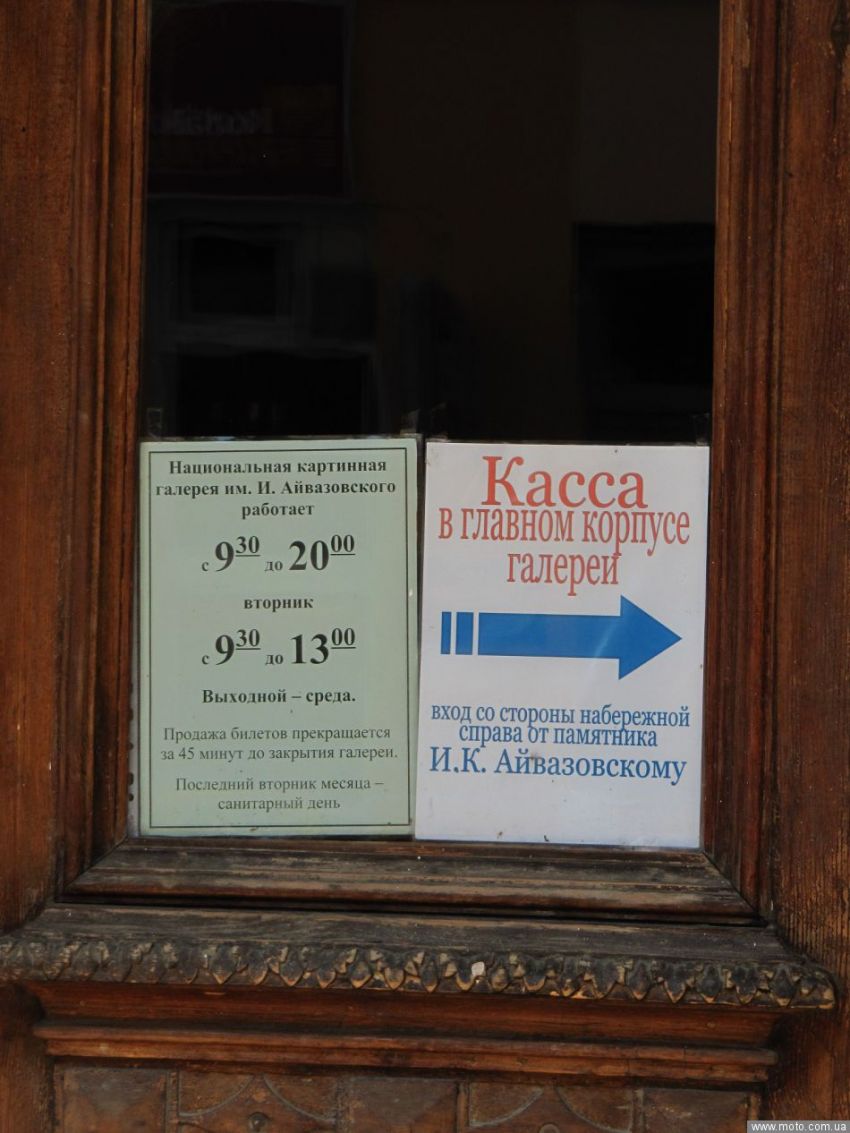 Национальная картинная
галерея им. И. Айвазовского
работает
с 9 30 до 20 00
вторник
с 9 30 до 13 00
Выходной – среда.
Продажа билетов прекращается
за 45 минут до закрытия галереи.
Последний вторник месяца –
санитарный день
Касса
в главном корпусе
галереи
вход со стороны набережной
справа от памятника
И.К. Айвазовскому
www.moto.com.ua